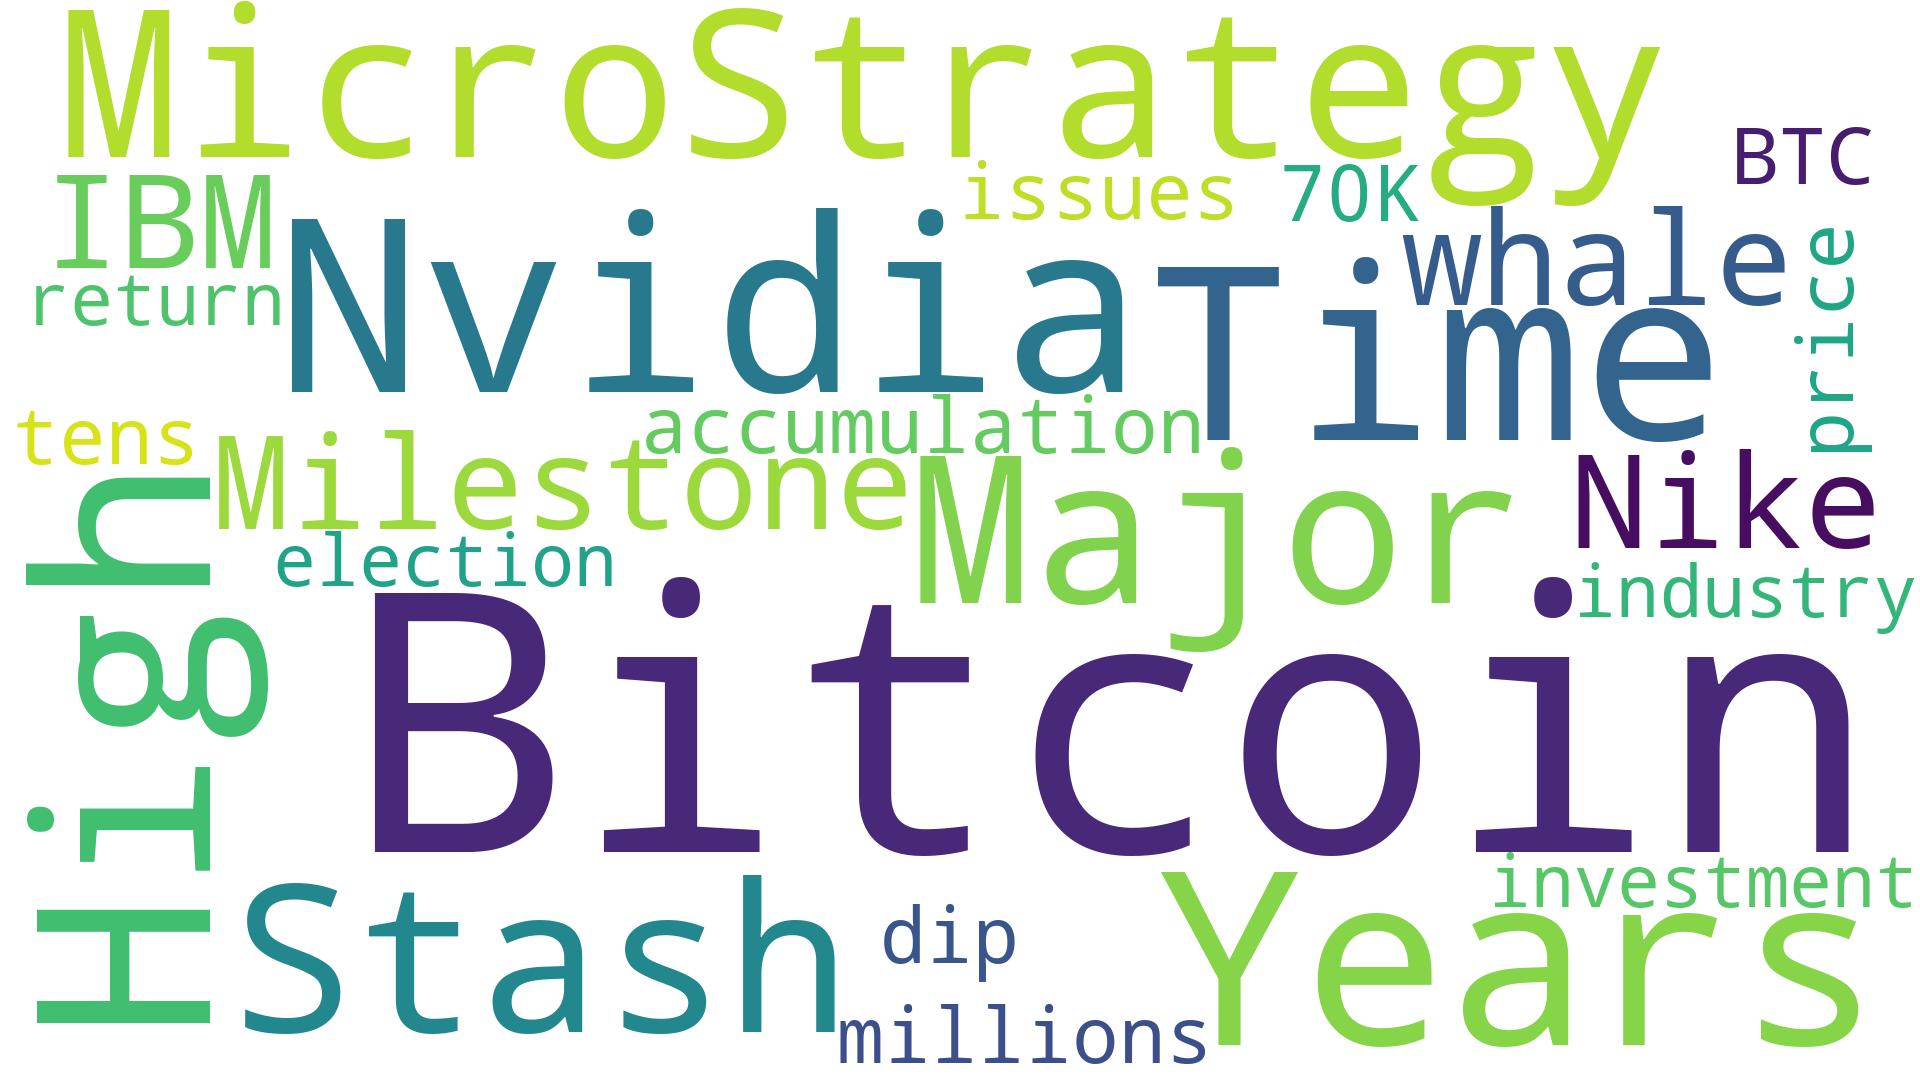 MicroStrategy
BTC
issues
70K
IBM
whale
Nvidia
Time
return
price
accumulation
tens
Milestone
Major
Nike
election
industry
High
Bitcoin
investment
Stash
dip
Years
millions